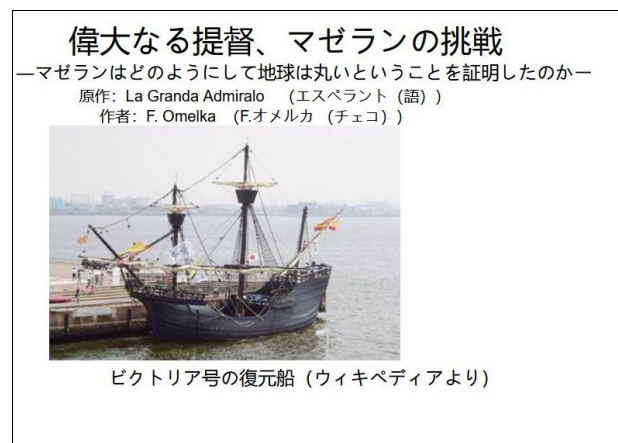 偉大なる提督、マゼランの挑戦
―マゼランはどのようにして地球は丸いということを証明したのか―
原作：La Granda Admiralo　（エスペラント（語））
作者：F. Omelka　（F.オメルカ　（チェコ））
ビクトリア号の復元船（ウィキペディアより）